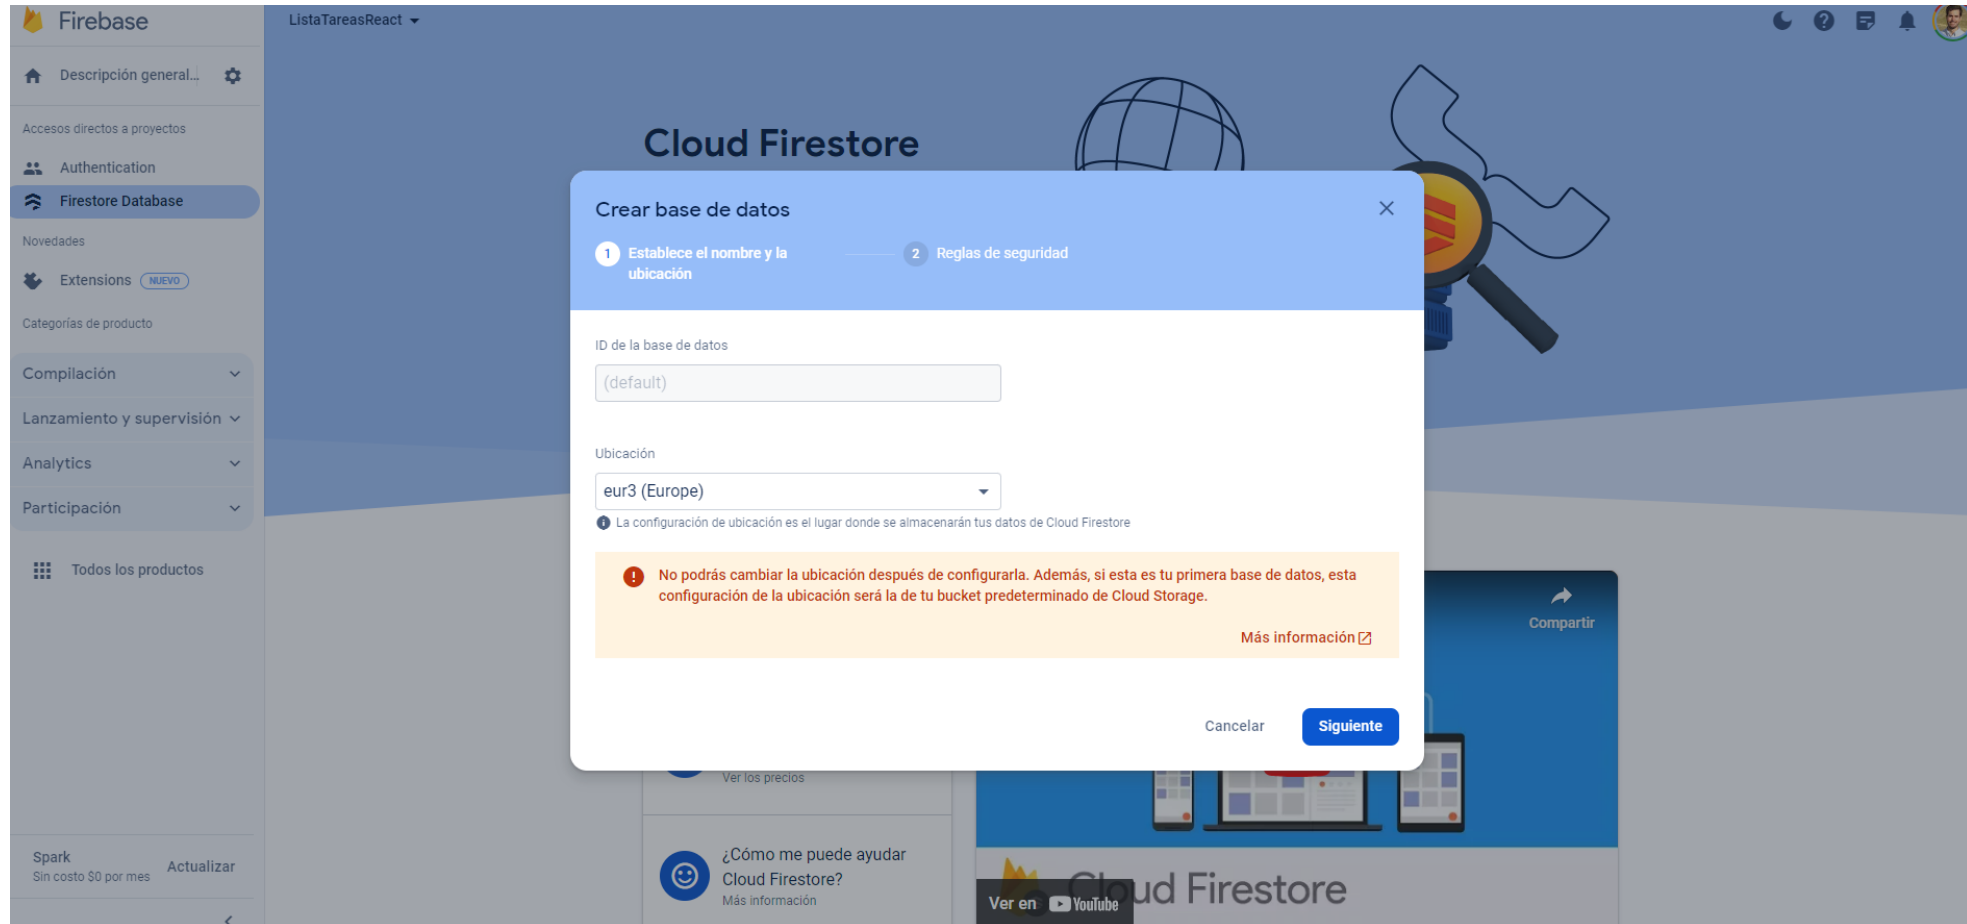 Firebase
ListaTareasReact
Descripción general...
Accesos directos a proyectos
Authentication
Firestore Database
Novedades
Extensions NUEVO
Categorías de producto
Compilación
Lanzamiento y supervisión
Analytics
Participación
Todos los productos
Spark
Sin costo $0 por mes
Actualizar
Cloud Firestore
Crear base de datos
1 Establece el nombre y la
ubicación
2 Reglas de seguridad
ID de la base de datos
(default)
Ubicación
eur3 (Europe)
La configuración de ubicación es el lugar donde se almacenarán tus datos de Cloud Firestore
No podrás cambiar la ubicación después de configurarla. Además, si esta es tu primera base de datos, esta
configuración de la ubicación será la de tu bucket predeterminado de Cloud Storage.
Más información
Cancelar
Siguiente
Compartir
Ver los precios
¿Cómo me puede ayudar
Cloud Firestore?
Más información
Cloud Firestore
Ver en YouTube